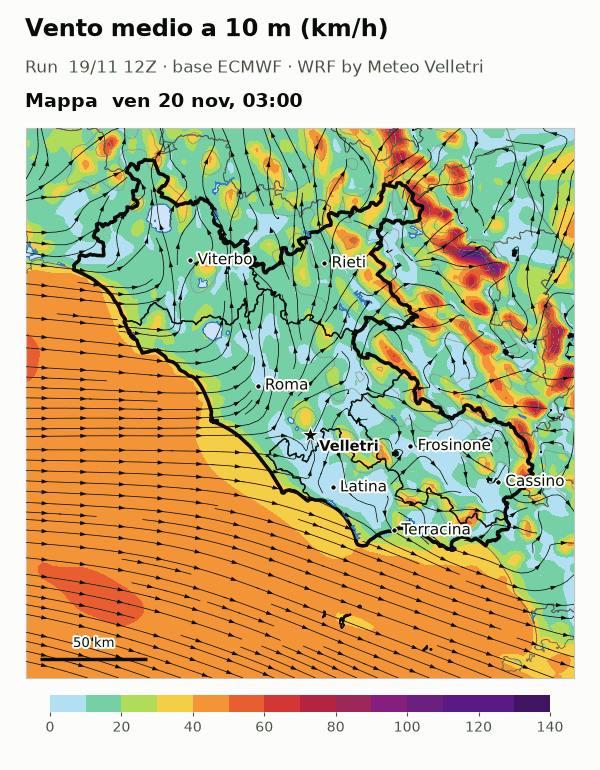 Vento medio a 10 m (km/h)
Run  19/11 12Z · base ECMWF · WRF by Meteo Velletri
Mappa  ven 20 nov, 03:00
Viterbo
Rieti
Roma
Velletri
Frosinone
Latina
Cassino
Terracina
50 km
0 20 40 60 80 100 120 140